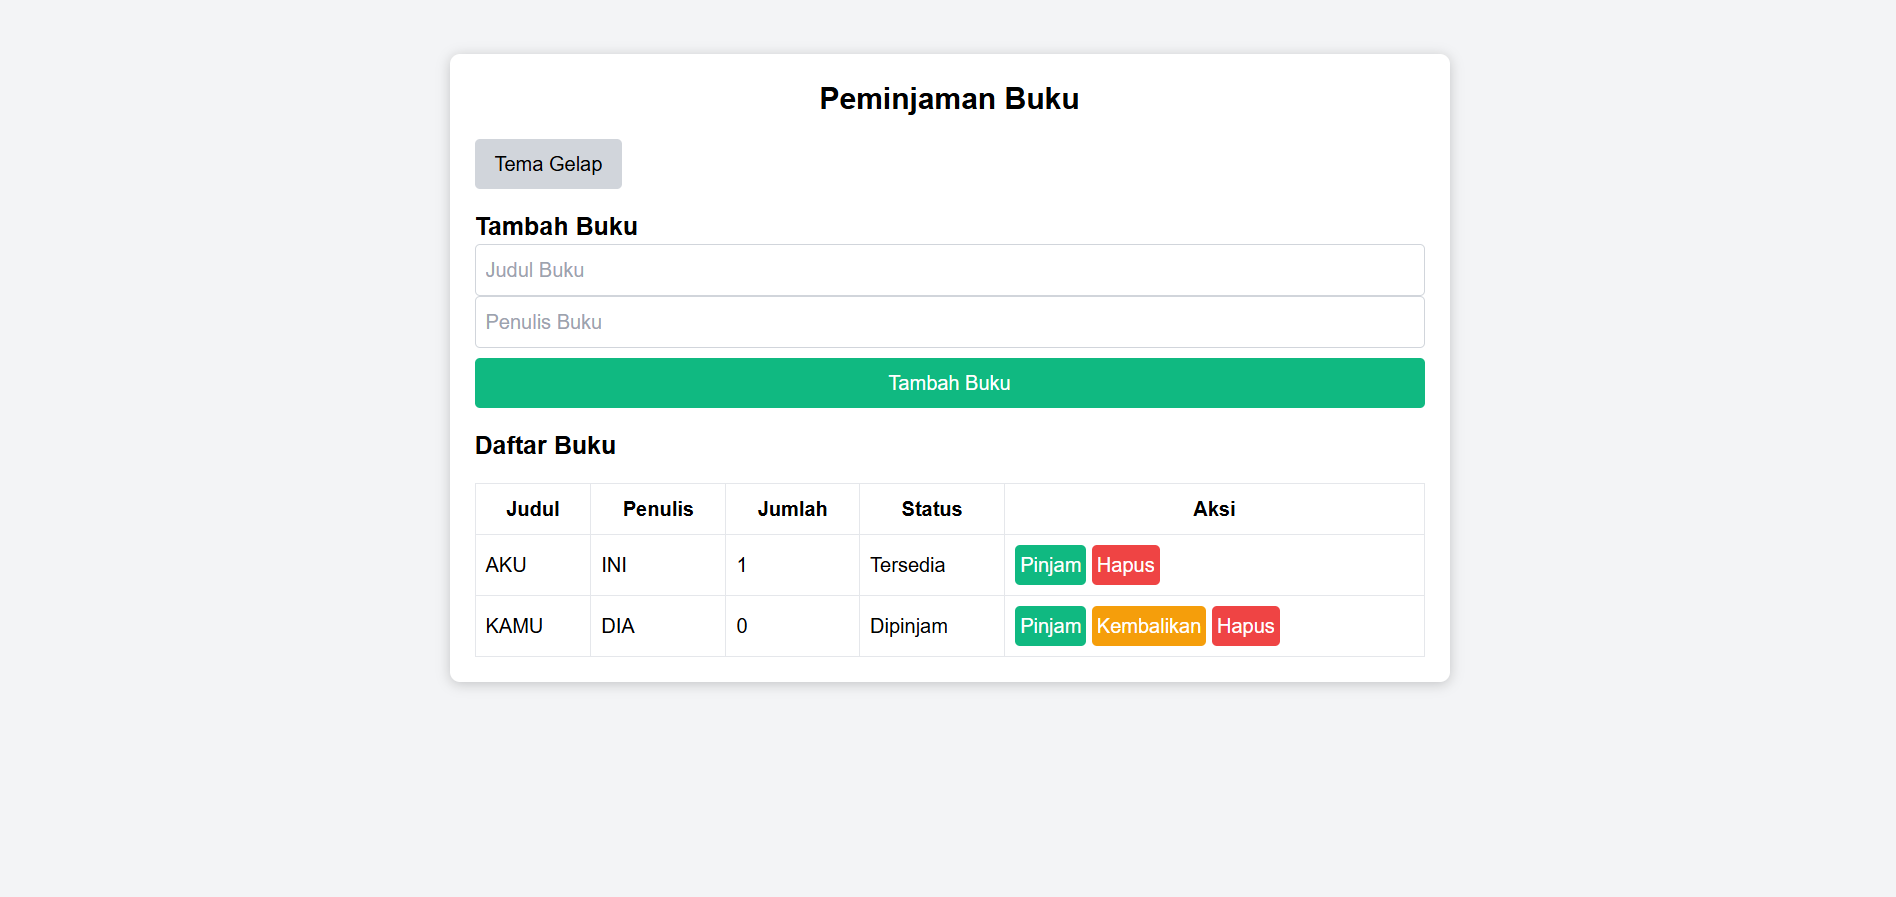 Peminjaman Buku
Tema Gelap
Tambah Buku
Judul Buku
Penulis Buku
Tambah Buku
Daftar Buku
Judul Penulis Jumlah Status Aksi
AKU INI 1 Tersedia Pinjam Hapus
KAMU DIA 0 Dipinjam Pinjam Kembalikan Hapus